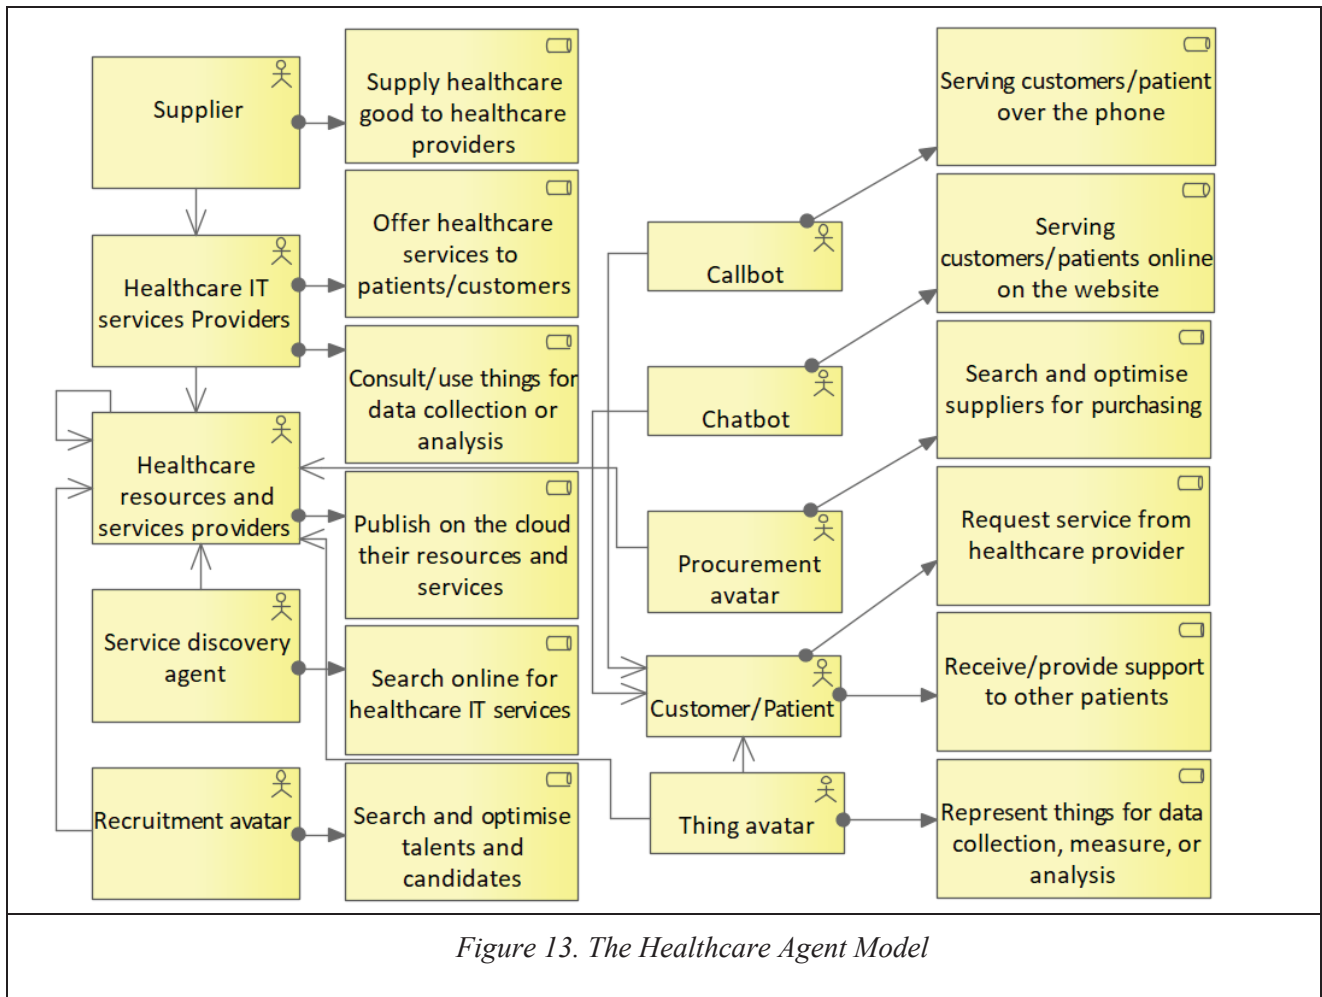 Supplier
Supply healthcare
good to healthcare
providers
Healthcare IT
services Providers
Offer healthcare
services to
patients/customers
Consult/use things for
data collection or
analysis
Healthcare
resources and
services providers
Publish on the cloud
their resources and
services
Service discovery
agent
Search online for
healthcare IT services
Recruitment avatar
Search and optimise
talents and
candidates
Callbot
Serving customers/patient
over the phone
Chatbot
Serving
customers/patients online
on the website
Procurement
avatar
Search and optimise
suppliers for purchasing
Customer/Patient
Request service from
healthcare provider
Receive/provide support
to other patients
Thing avatar
Represent things for data
collection, measure, or
analysis
Figure 13. The Healthcare Agent Model